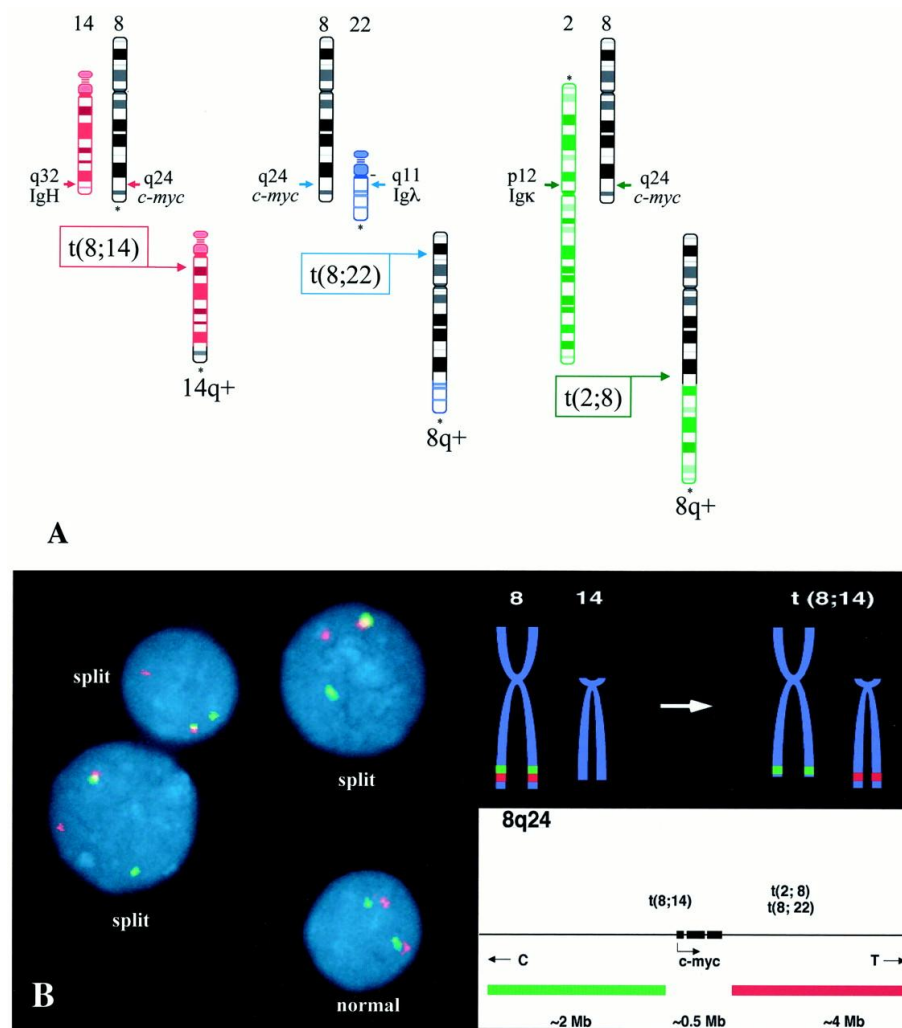 14 8
8 22
2 8
*
q32
IgH
q24
c-myc
*
q24
c-myc
q11
Igλ
*
p12
Igκ
q24
c-myc
*
t(8;14)
t(8;22)
t(2;8)
*
14q+
*
8q+
*
8q+
A
split
split
split
normal
B
8 14 t (8;14)
8q24
t(8;14)
t(2; 8)
t(8; 22)
← C
c-myc
T →
~2 Mb ~0.5 Mb ~4 Mb